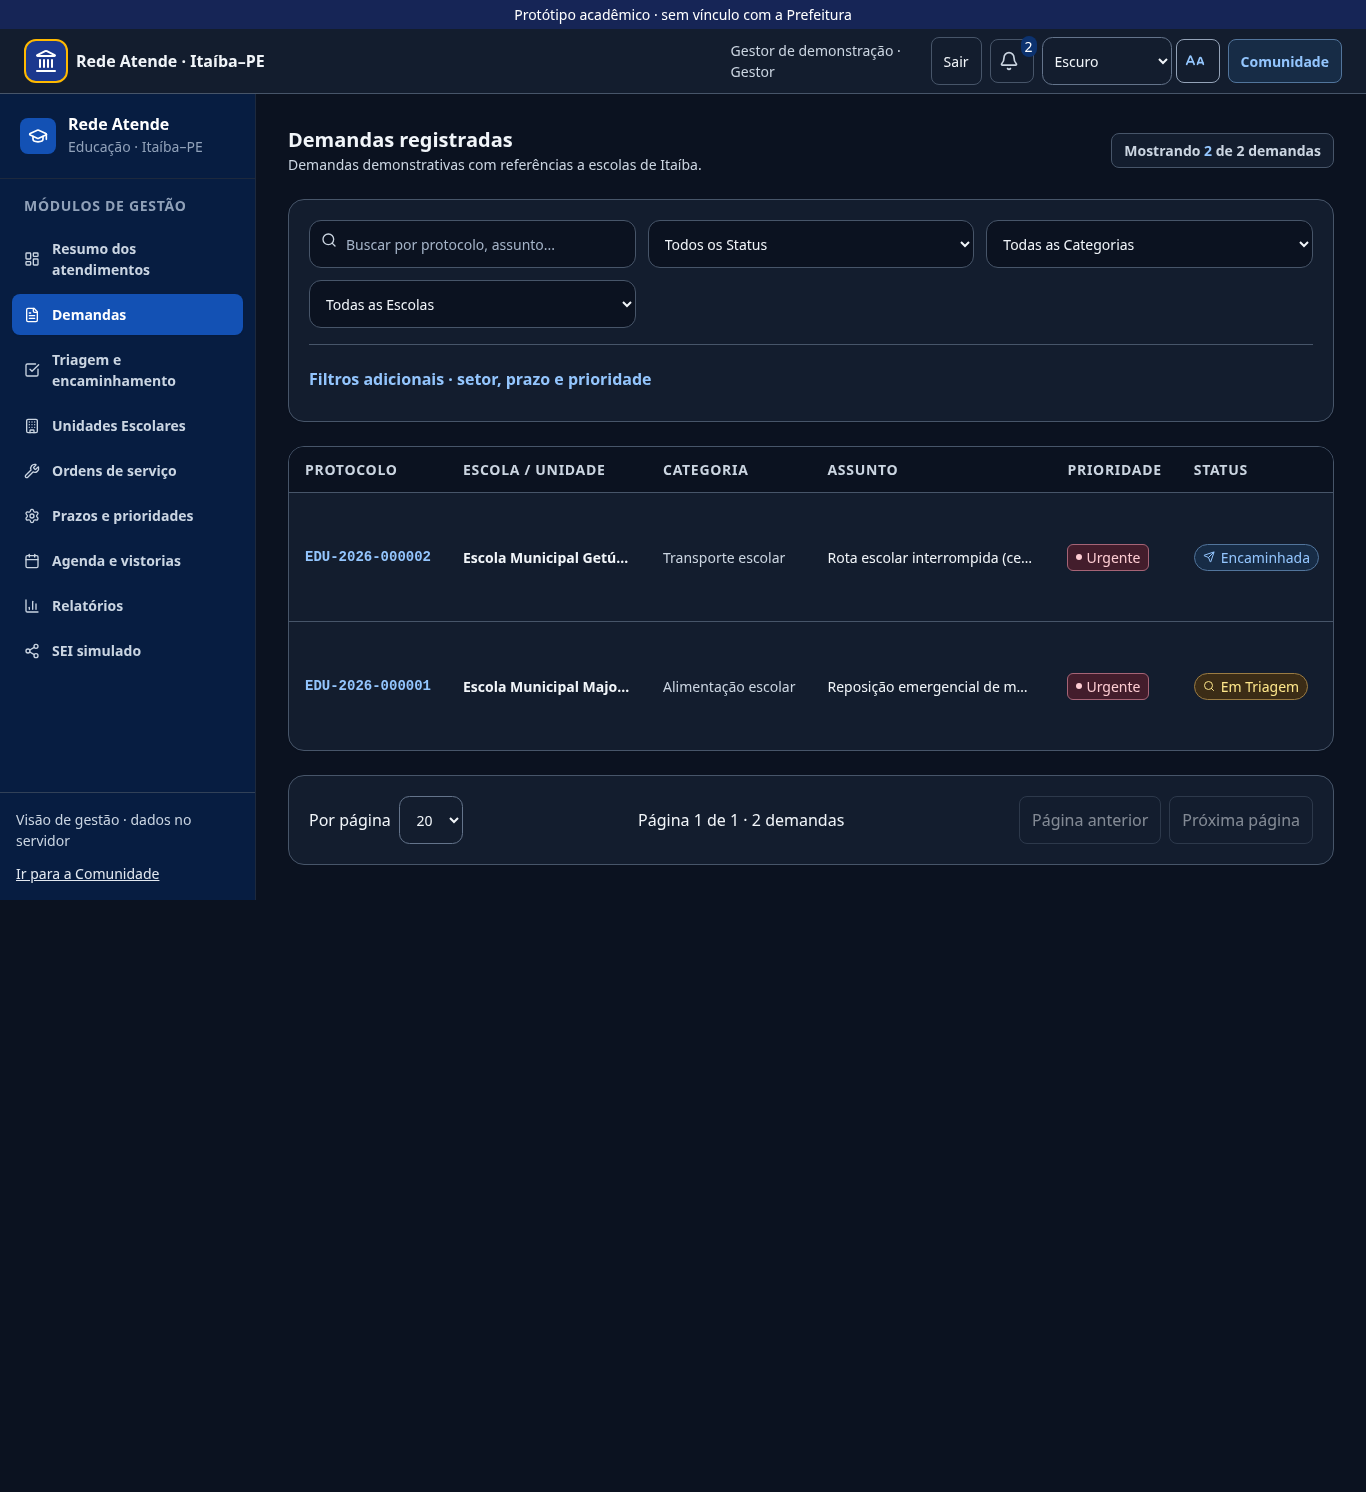 Protótipo acadêmico · sem vínculo com a Prefeitura
Rede Atende · Itaíba–PE
Gestor de demonstração ·
Gestor
Sair
2
Escuro
AA
Comunidade
Rede Atende
Educação · Itaíba–PE
MÓDULOS DE GESTÃO
Resumo dos
atendimentos
Demandas
Triagem e
encaminhamento
Unidades Escolares
Ordens de serviço
Prazos e prioridades
Agenda e vistorias
Relatórios
SEI simulado
Visão de gestão · dados no
servidor
Ir para a Comunidade
Demandas registradas
Demandas demonstrativas com referências a escolas de Itaíba.
Mostrando 2 de 2 demandas
Buscar por protocolo, assunto...
Todos os Status
Todas as Categorias
Todas as Escolas
Filtros adicionais · setor, prazo e prioridade
PROTOCOLO ESCOLA / UNIDADE CATEGORIA ASSUNTO PRIORIDADE STATUS
EDU-2026-000002 Escola Municipal Getú... Transporte escolar Rota escolar interrompida (ce... Urgente Encaminhada
EDU-2026-000001 Escola Municipal Majo... Alimentação escolar Reposição emergencial de m... Urgente Em Triagem
Por página 20 Página 1 de 1 · 2 demandas Página anterior Próxima página